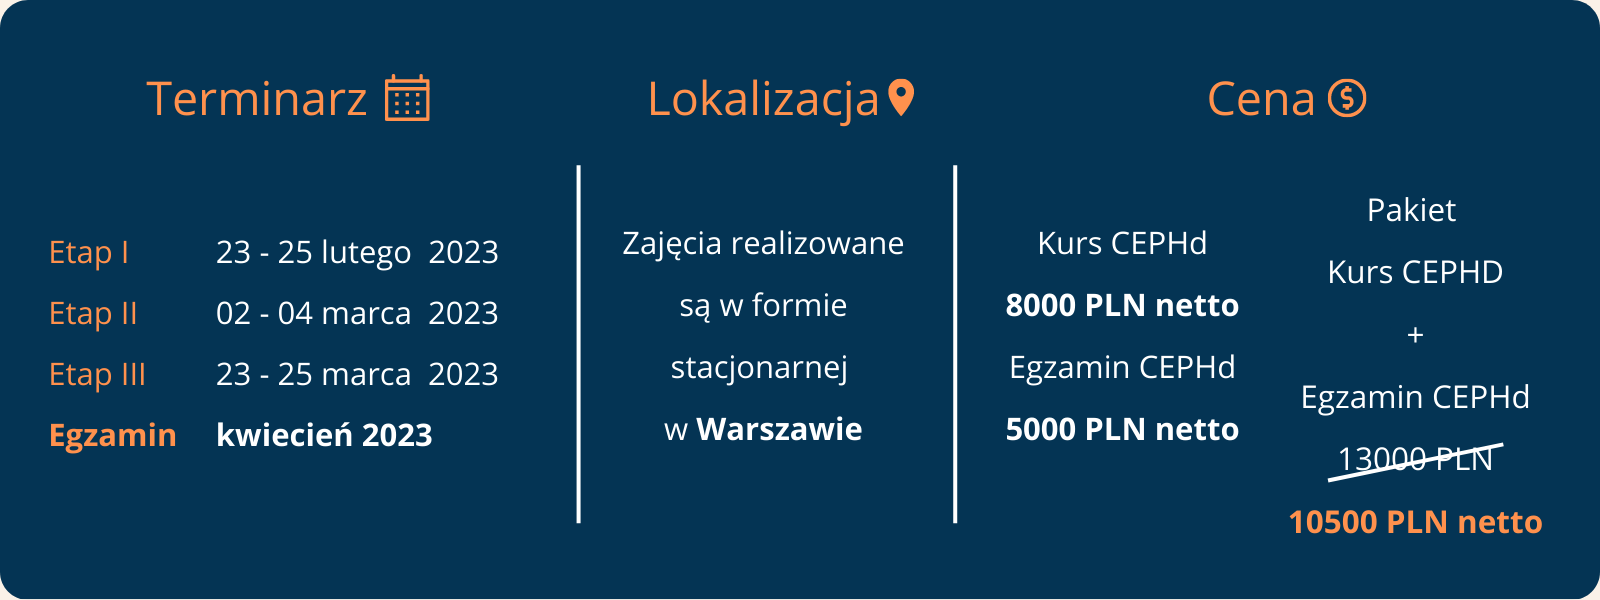 Terminarz
Etap I 23 - 25 lutego 2023
Etap II 02 - 04 marca 2023
Etap III 23 - 25 marca 2023
Egzamin kwiecień 2023
Lokalizacja
Zajęcia realizowane
są w formie
stacjonarnej
w Warszawie
Cena
Kurs CEPHd
8000 PLN netto
Egzamin CEPHd
5000 PLN netto
Pakiet
Kurs CEPHD
+
Egzamin CEPHd
13000 PLN
10500 PLN netto